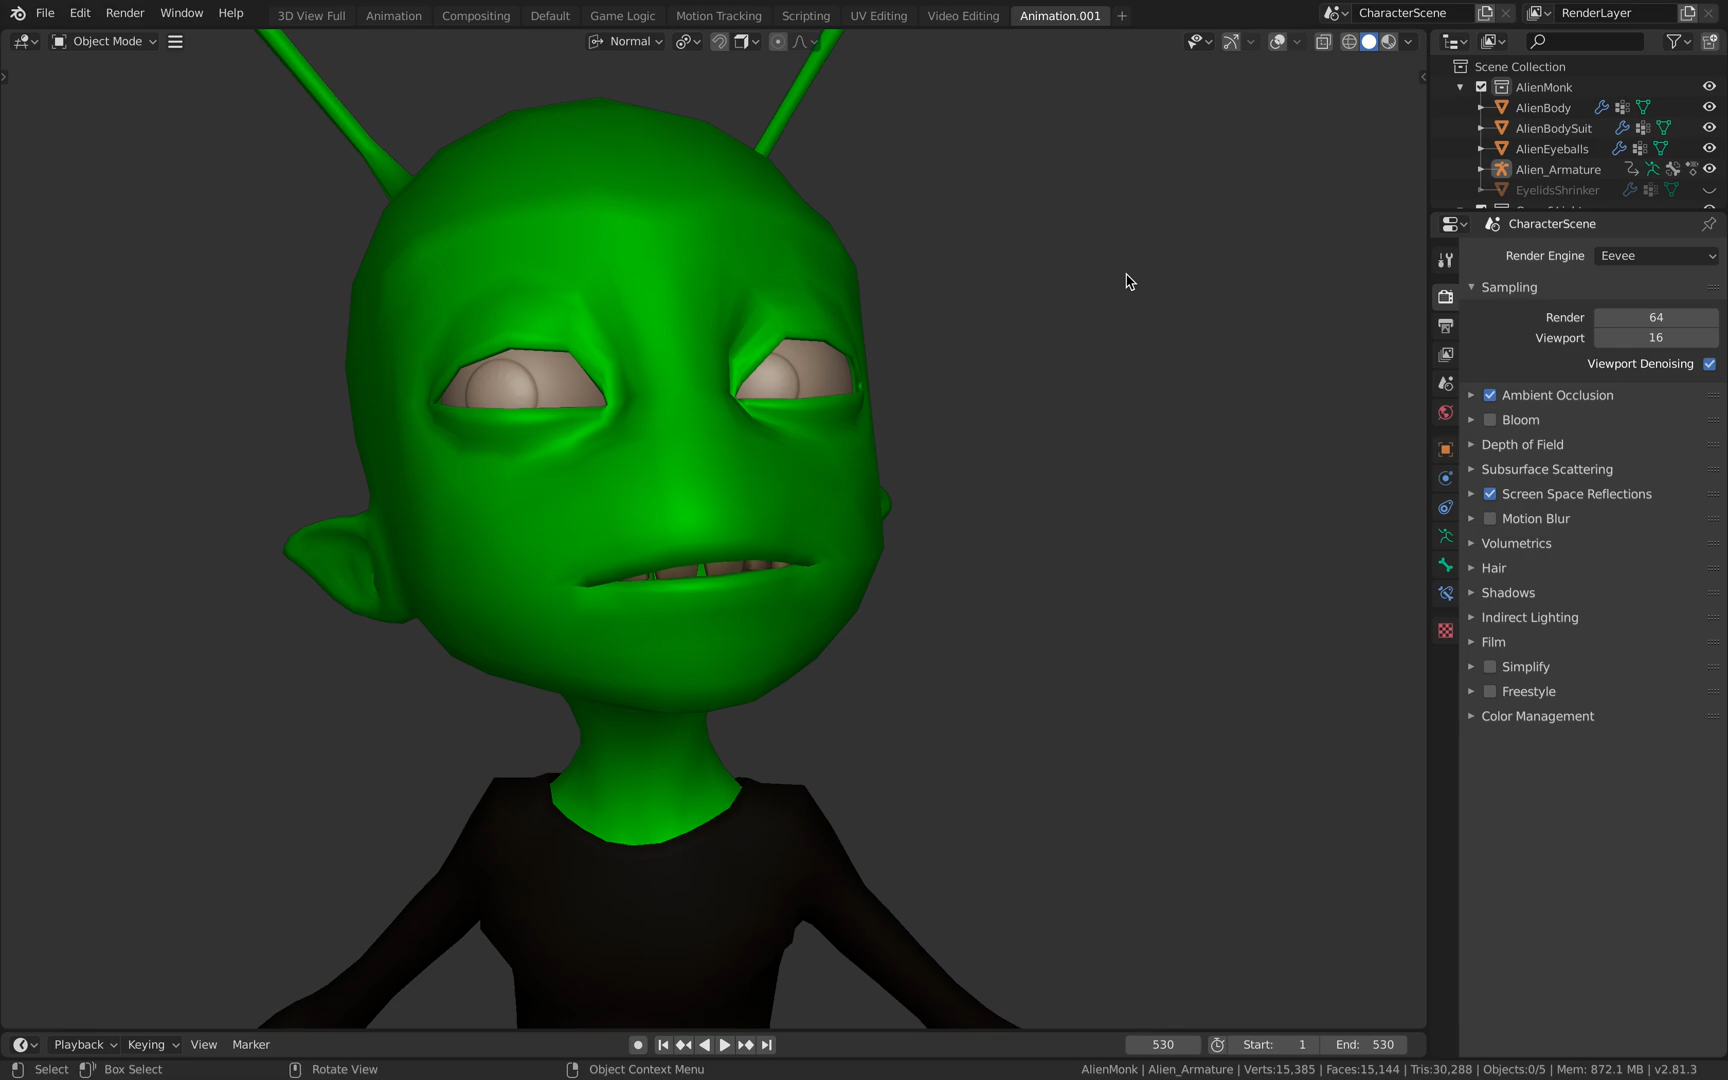 File Edit Render Window Help 3D View Full Animation Compositing Default Game Logic Motion Tracking Scripting UV Editing Video Editing Animation.001 CharacterScene RenderLayer
Object Mode Normal
Scene Collection
AlienMonk
AlienBody
AlienBodySuit
AlienEyeballs
Alien_Armature
EyelidsShrinker
CharacterScene
Render Engine Eevee
Sampling
Render 64
Viewport 16
Viewport Denoising
Ambient Occlusion
Bloom
Depth of Field
Subsurface Scattering
Screen Space Reflections
Motion Blur
Volumetrics
Hair
Shadows
Indirect Lighting
Film
Simplify
Freestyle
Color Management
Playback Keying View Marker 530 Start: 1 End: 530
Select Box Select Rotate View Object Context Menu AlienMonk | Alien_Armature | Verts:15,385 | Faces:15,144 | Tris:30,288 | Objects:0/5 | Mem: 872.1 MB | v2.81.3